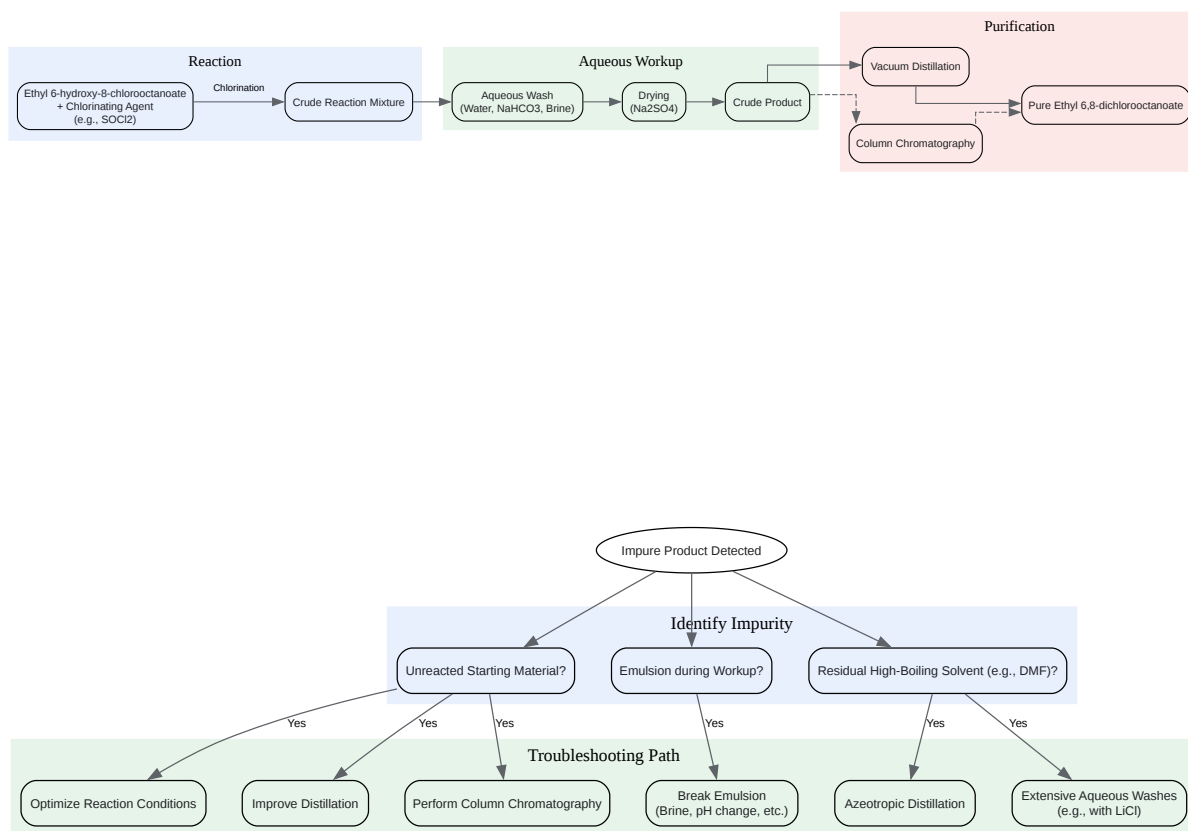 Purification
Reaction
Aqueous Workup
Ethyl 6-hydroxy-8-chlorooctanoate
+ Chlorinating Agent
(e.g., SOCl2)
Chlorination
Crude Reaction Mixture
Aqueous Wash
(Water, NaHCO3, Brine)
Drying
(Na2SO4)
Crude Product
Vacuum Distillation
Column Chromatography
Pure Ethyl 6,8-dichlorooctanoate
Impure Product Detected
Identify Impurity
Unreacted Starting Material?
Emulsion during Workup?
Residual High-Boiling Solvent (e.g., DMF)?
Yes
Yes
Yes
Yes
Yes
Yes
Troubleshooting Path
Optimize Reaction Conditions
Improve Distillation
Perform Column Chromatography
Break Emulsion
(Brine, pH change, etc.)
Azeotropic Distillation
Extensive Aqueous Washes
(e.g., with LiCl)